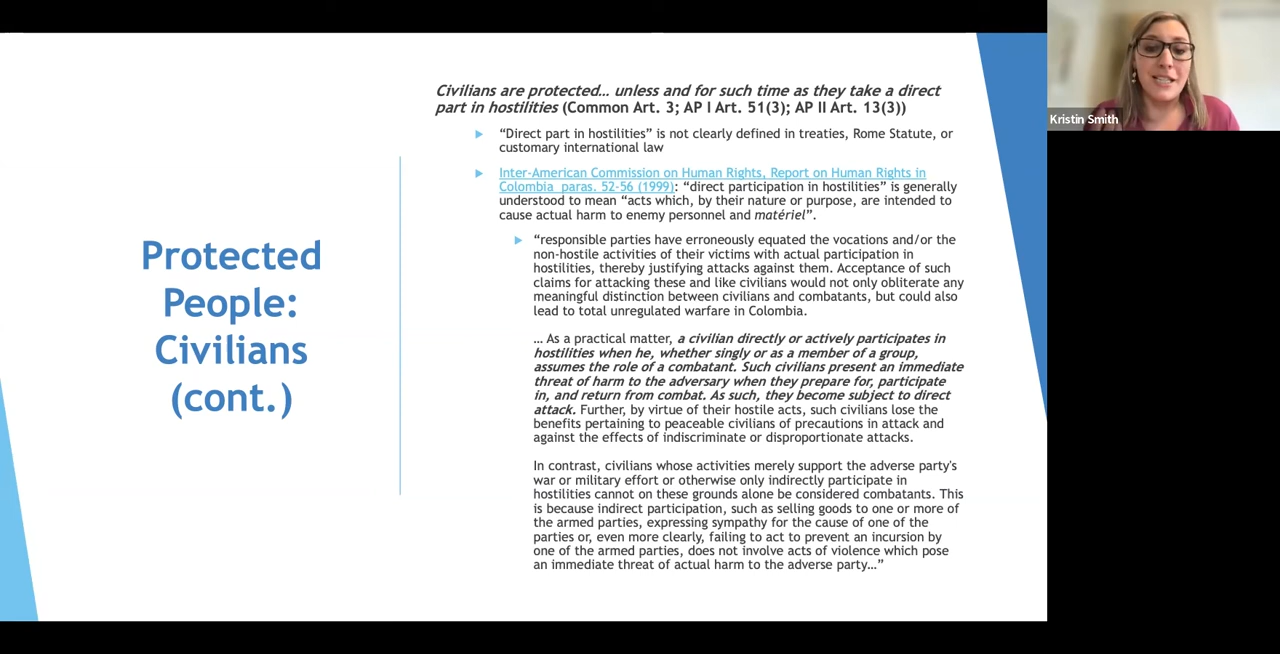 Protected
People:
Civilians
(cont.)
Civilians are protected… unless and for such time as they take a direct
part in hostilities (Common Art. 3; AP I Art. 51(3); AP II Art. 13(3))
“Direct part in hostilities” is not clearly defined in treaties, Rome Statute, or
customary international law
Inter-American Commission on Human Rights, Report on Human Rights in
Colombia paras. 52-56 (1999): “direct participation in hostilities” is generally
understood to mean “acts which, by their nature or purpose, are intended to
cause actual harm to enemy personnel and matériel”.
“responsible parties have erroneously equated the vocations and/or the
non-hostile activities of their victims with actual participation in
hostilities, thereby justifying attacks against them. Acceptance of such
claims for attacking these and like civilians would not only obliterate any
meaningful distinction between civilians and combatants, but could also
lead to total unregulated warfare in Colombia.
… As a practical matter, a civilian directly or actively participates in
hostilities when he, whether singly or as a member of a group,
assumes the role of a combatant. Such civilians present an immediate
threat of harm to the adversary when they prepare for, participate
in, and return from combat. As such, they become subject to direct
attack. Further, by virtue of their hostile acts, such civilians lose the
benefits pertaining to peaceable civilians of precautions in attack and
against the effects of indiscriminate or disproportionate attacks.
In contrast, civilians whose activities merely support the adverse party's
war or military effort or otherwise only indirectly participate in
hostilities cannot on these grounds alone be considered combatants. This
is because indirect participation, such as selling goods to one or more of
the armed parties, expressing sympathy for the cause of one of the
parties or, even more clearly, failing to act to prevent an incursion by
one of the armed parties, does not involve acts of violence which pose
an immediate threat of actual harm to the adverse party…”
Kristin Smith